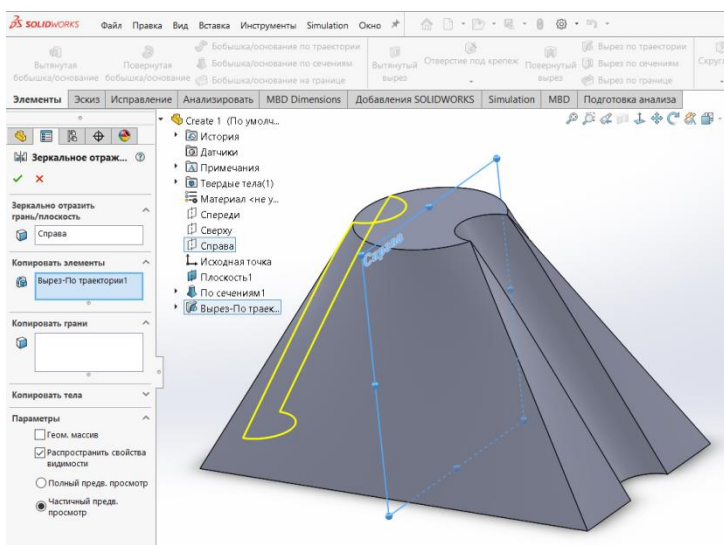 SOLIDWORKS Файл Правка Вид Вставка Инструменты Simulation Окно
Вытянутая бобышка/основание
Повернутая бобышка/основание
Бобышка/основание по траектории
Бобышка/основание по сечениям
Бобышка/основание на границе
Вытянутый вырез
Отверстие под крепеж
Повернутый вырез
Вырез по траектории
Вырез по сечениям
Вырез по границе
Элементы Эскиз Исправление Анализировать MBD Dimensions Добавления SOLIDWORKS Simulation MBD Подготовка анализа
Зеркальное отраж...
Зеркально отразить
грань/плоскость
Справа
Копировать элементы
Вырез-По траектории1
Копировать грани
Копировать тела
Параметры
Геом. массив
Распространить свойства
видимости
Полный предв. просмотр
Частичный предв.
просмотр
Create 1 (По умолч...
История
Датчики
Примечания
Твердые тела(1)
Материал <не у...
Спереди
Сверху
Справа
Исходная точка
Плоскость1
По сечениям1
Вырез-По траек...
Справа